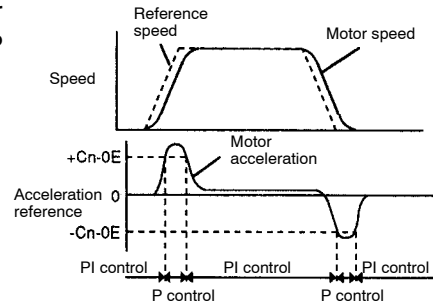 Reference
speed
Motor speed
Speed
Motor
acceleration
+Cn-0E
Acceleration
reference
0
-Cn-0E
PI control
PI control
PI control
P control
P control